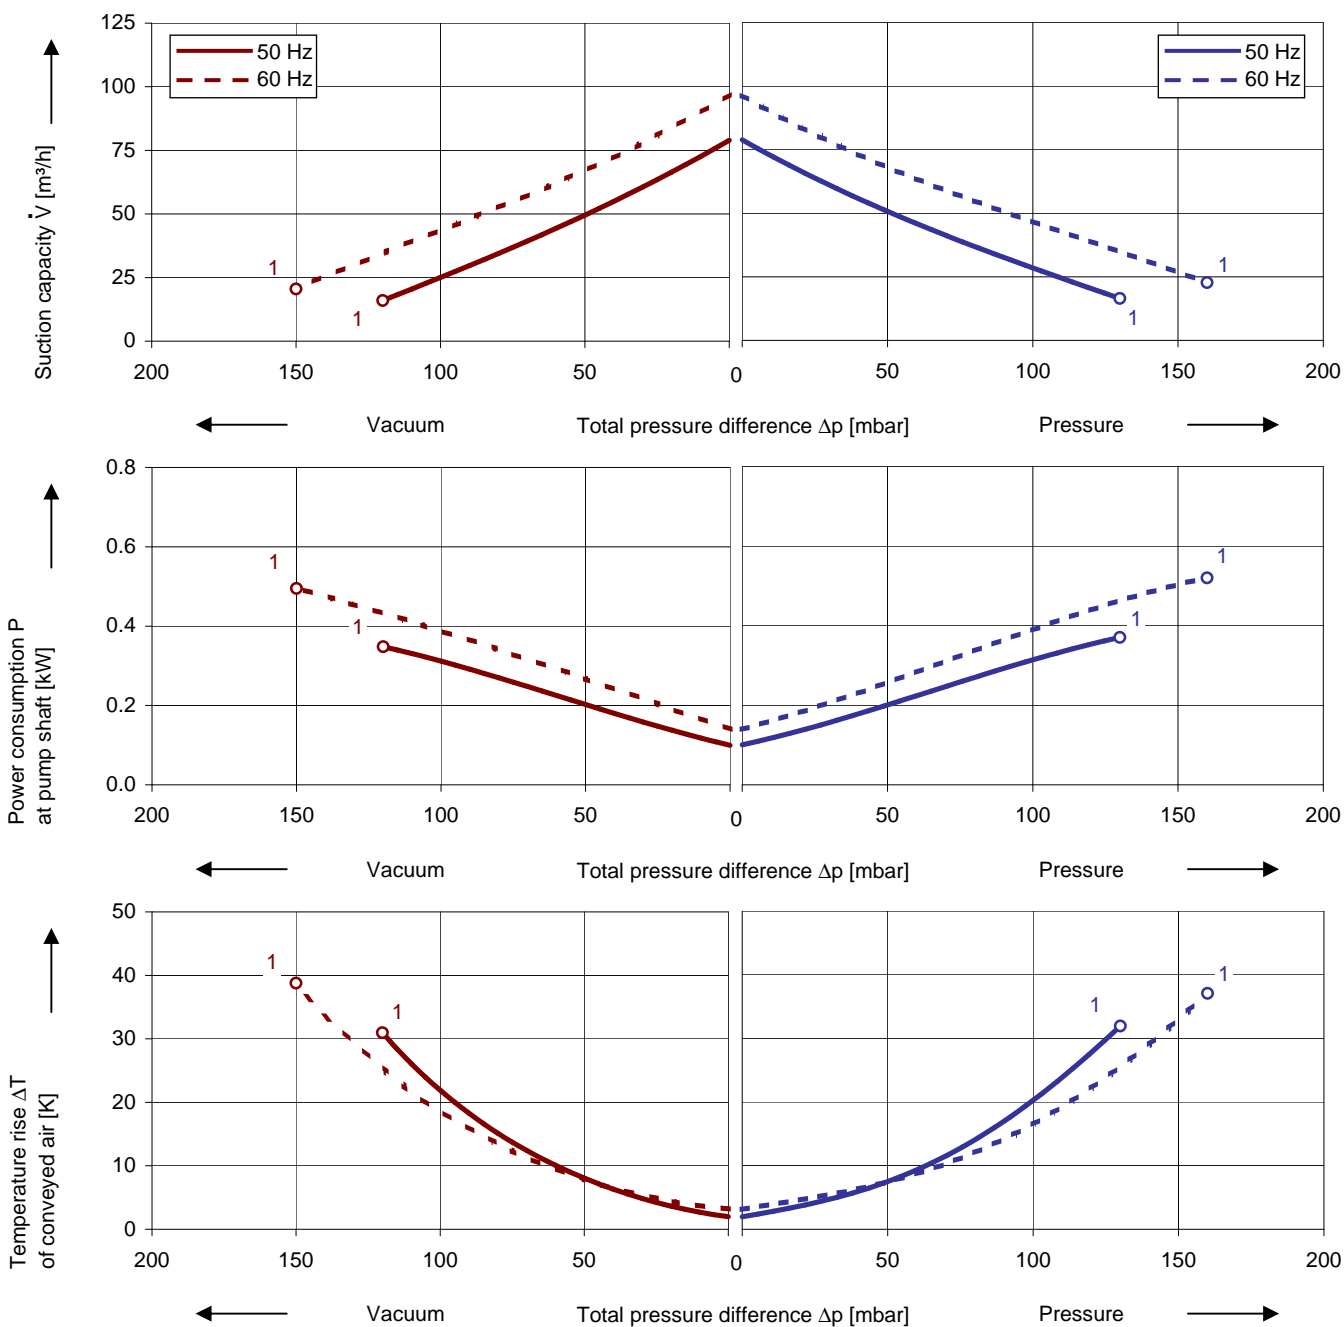 125
100
75
50
25
0
Suction capacity V̇ [m³/h]
50 Hz
60 Hz
50 Hz
60 Hz
1
1
1
1
200 150 100 50 0 50 100 150 200
Vacuum Total pressure difference Δp [mbar] Pressure
0.8
0.6
0.4
0.2
0.0
Power consumption P
at pump shaft [kW]
1
1
1
1
200 150 100 50 0 50 100 150 200
Vacuum Total pressure difference Δp [mbar] Pressure
50
40
30
20
10
0
Temperature rise ΔT
of conveyed air [K]
1
1
1
1
200 150 100 50 0 50 100 150 200
Vacuum Total pressure difference Δp [mbar] Pressure